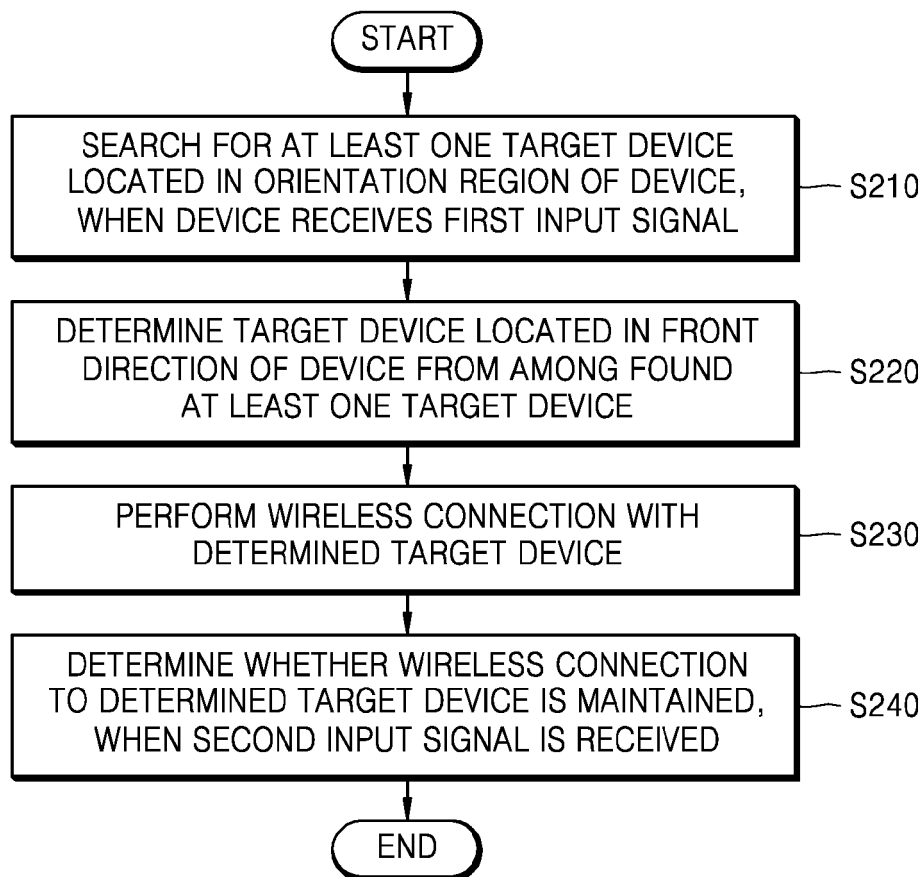 START
SEARCH FOR AT LEAST ONE TARGET DEVICE
LOCATED IN ORIENTATION REGION OF DEVICE,
WHEN DEVICE RECEIVES FIRST INPUT SIGNAL
S210
DETERMINE TARGET DEVICE LOCATED IN FRONT
DIRECTION OF DEVICE FROM AMONG FOUND
AT LEAST ONE TARGET DEVICE
S220
PERFORM WIRELESS CONNECTION WITH
DETERMINED TARGET DEVICE
S230
DETERMINE WHETHER WIRELESS CONNECTION
TO DETERMINED TARGET DEVICE IS MAINTAINED,
WHEN SECOND INPUT SIGNAL IS RECEIVED
S240
END